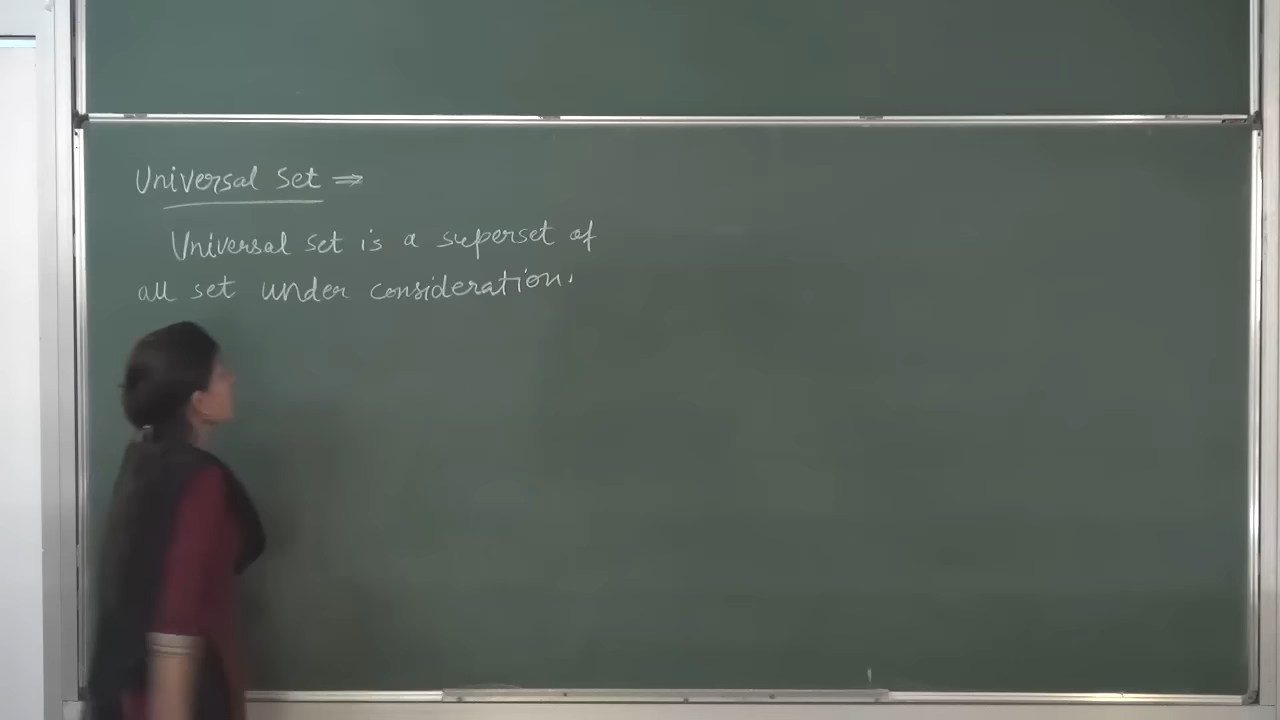 Universal Set ⇒
Universal set is a superset of
all set under consideration.